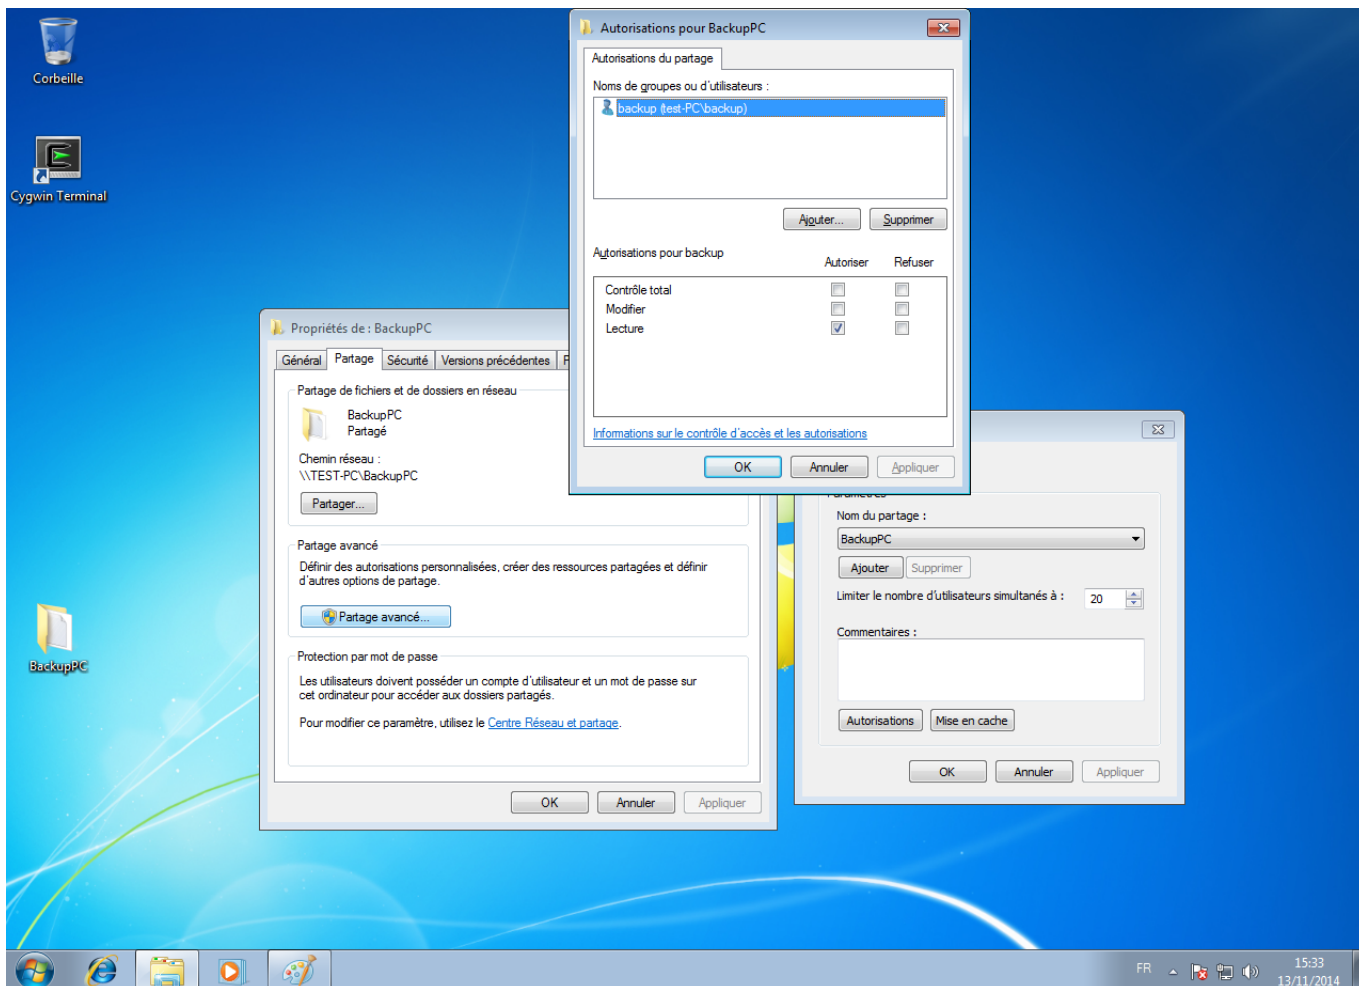 Corbeille
Cygwin Terminal
BackupPC
Autorisations pour BackupPC
Autorisations du partage
Noms de groupes ou d'utilisateurs :
backup (test-PC\backup)
Ajouter...
Supprimer
Autorisations pour backup
Autoriser
Refuser
Contrôle total
Modifier
Lecture
Informations sur le contrôle d'accès et les autorisations
OK
Annuler
Appliquer
Propriétés de : BackupPC
Général
Partage
Sécurité
Versions précédentes
Partage de fichiers et de dossiers en réseau
BackupPC
Partagé
Chemin réseau :
\\TEST-PC\BackupPC
Partager...
Partage avancé
Définir des autorisations personnalisées, créer des ressources partagées et définir
d'autres options de partage.
Partage avancé...
Protection par mot de passe
Les utilisateurs doivent posséder un compte d'utilisateur et un mot de passe sur
cet ordinateur pour accéder aux dossiers partagés.
Pour modifier ce paramètre, utilisez le Centre Réseau et partage.
OK
Annuler
Appliquer
Nom du partage :
BackupPC
Ajouter
Supprimer
Limiter le nombre d'utilisateurs simultanés à :
20
Commentaires :
Autorisations
Mise en cache
OK
Annuler
Appliquer
FR
15:33
13/11/2014